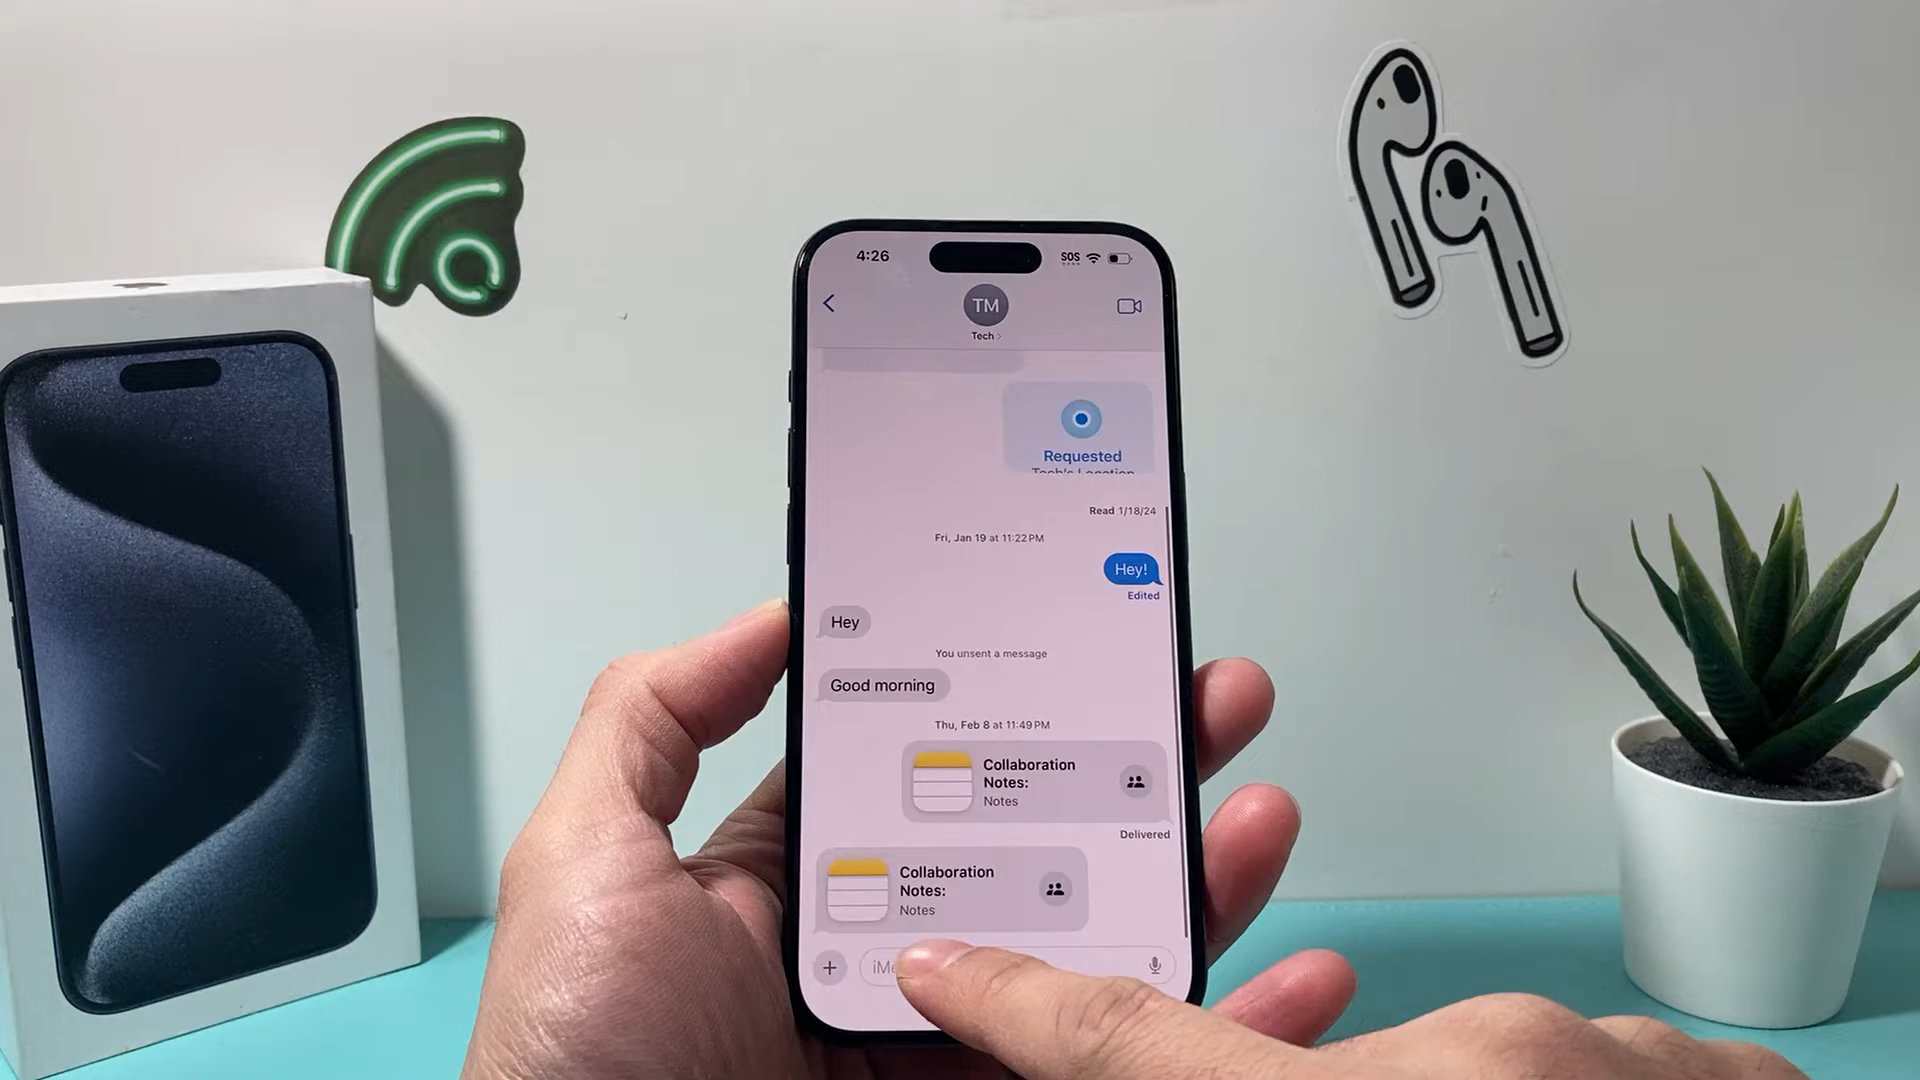 4:26
SOS
TM
Tech
Requested
Tech's Location
Read 1/18/24
Fri, Jan 19 at 11:22 PM
Hey!
Edited
Hey
You unsent a message
Good morning
Thu, Feb 8 at 11:49 PM
Collaboration
Notes:
Notes
Delivered
Collaboration
Notes:
Notes